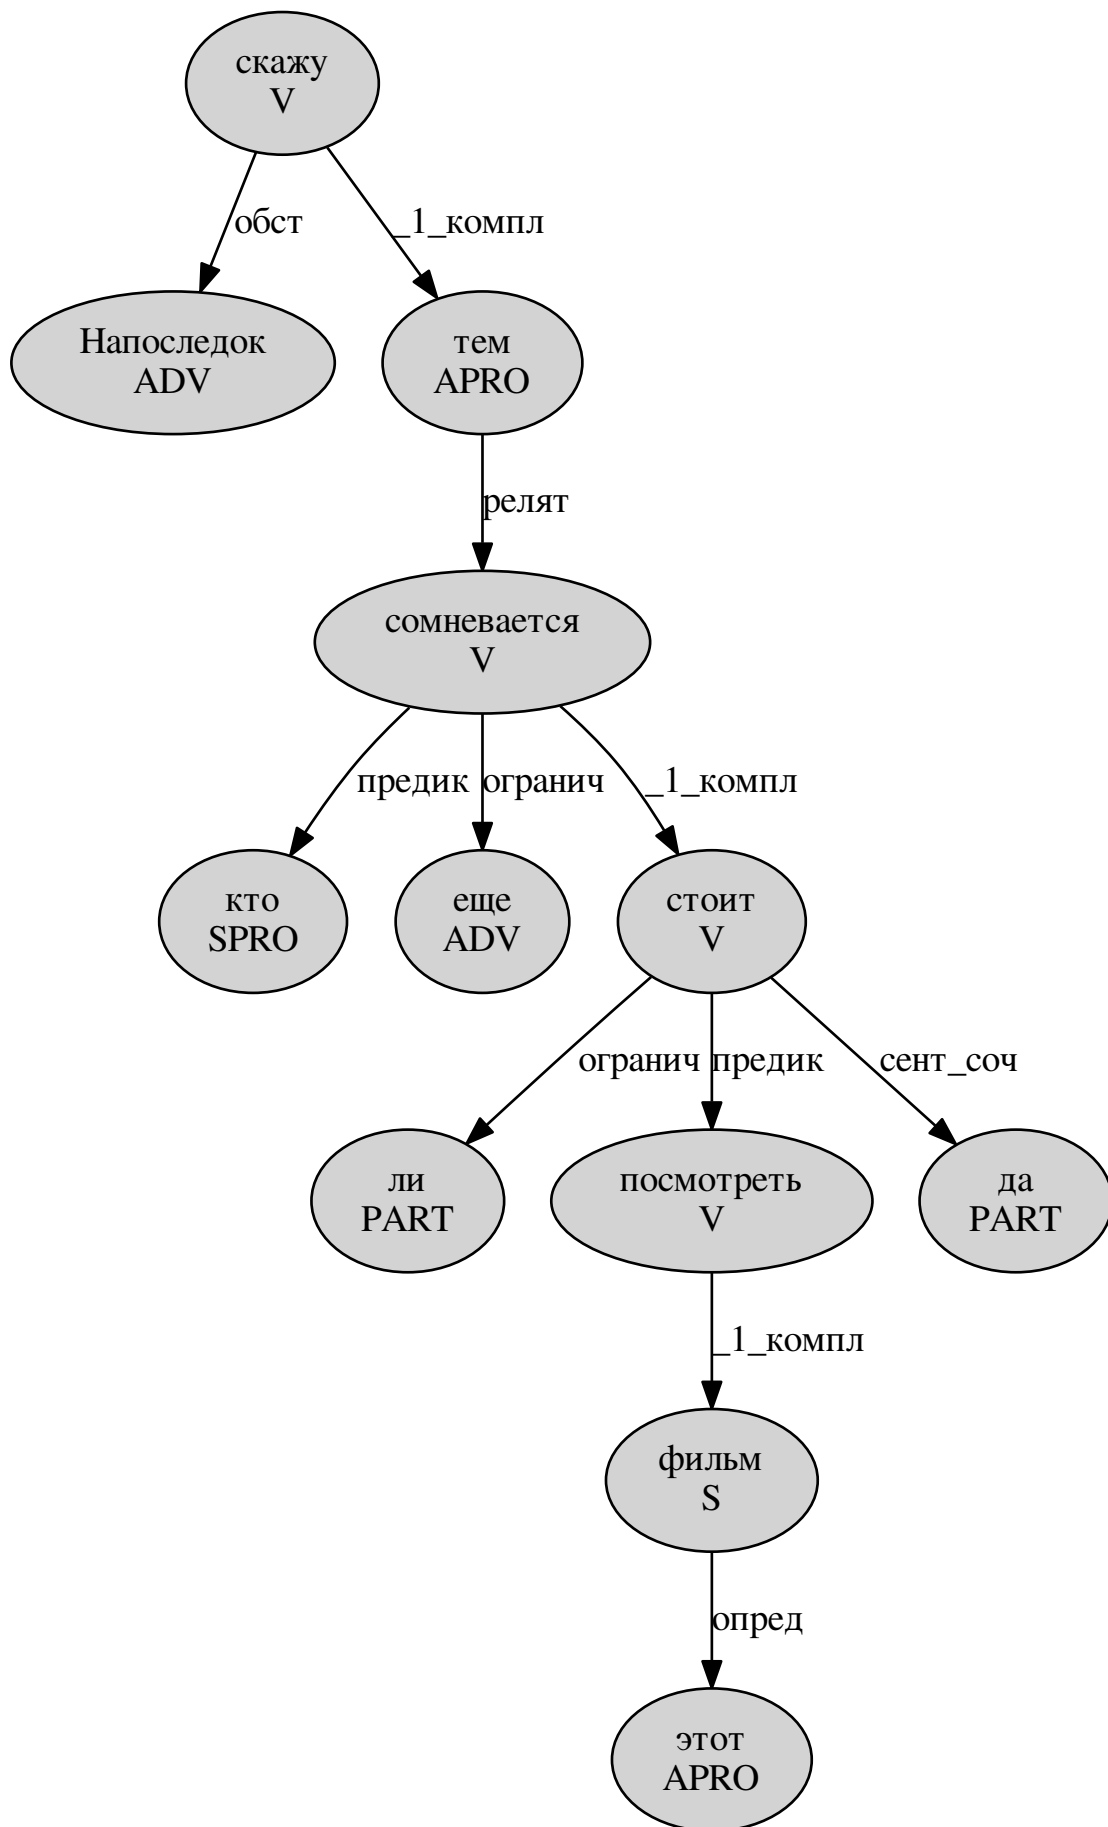 скажу
V
обст
_1_компл
Напоследок
ADV
тем
APRO
релят
сомневается
V
предик
огранич
_1_компл
кто
SPRO
еще
ADV
стоит
V
огранич
предик
сент_соч
ли
PART
посмотреть
V
да
PART
_1_компл
фильм
S
опред
этот
APRO